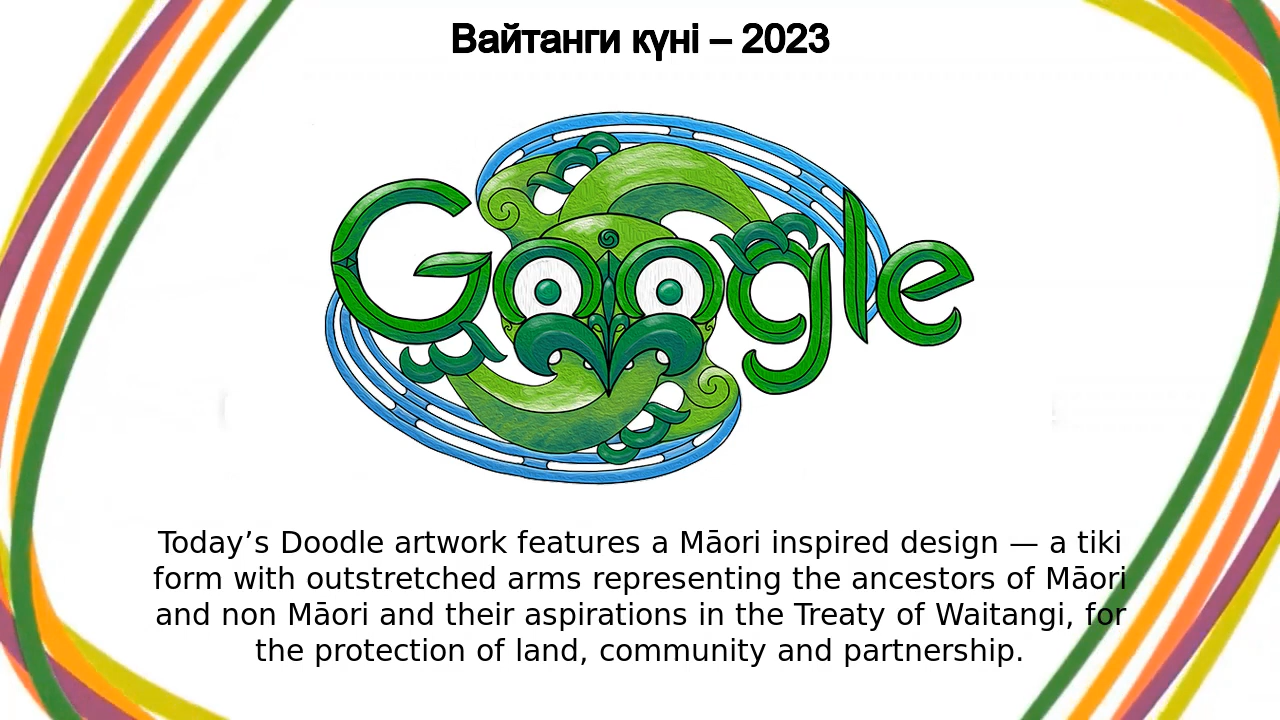 Вайтанги күні – 2023
Google
Today’s Doodle artwork features a Māori inspired design — a tiki
form with outstretched arms representing the ancestors of Māori
and non Māori and their aspirations in the Treaty of Waitangi, for
the protection of land, community and partnership.